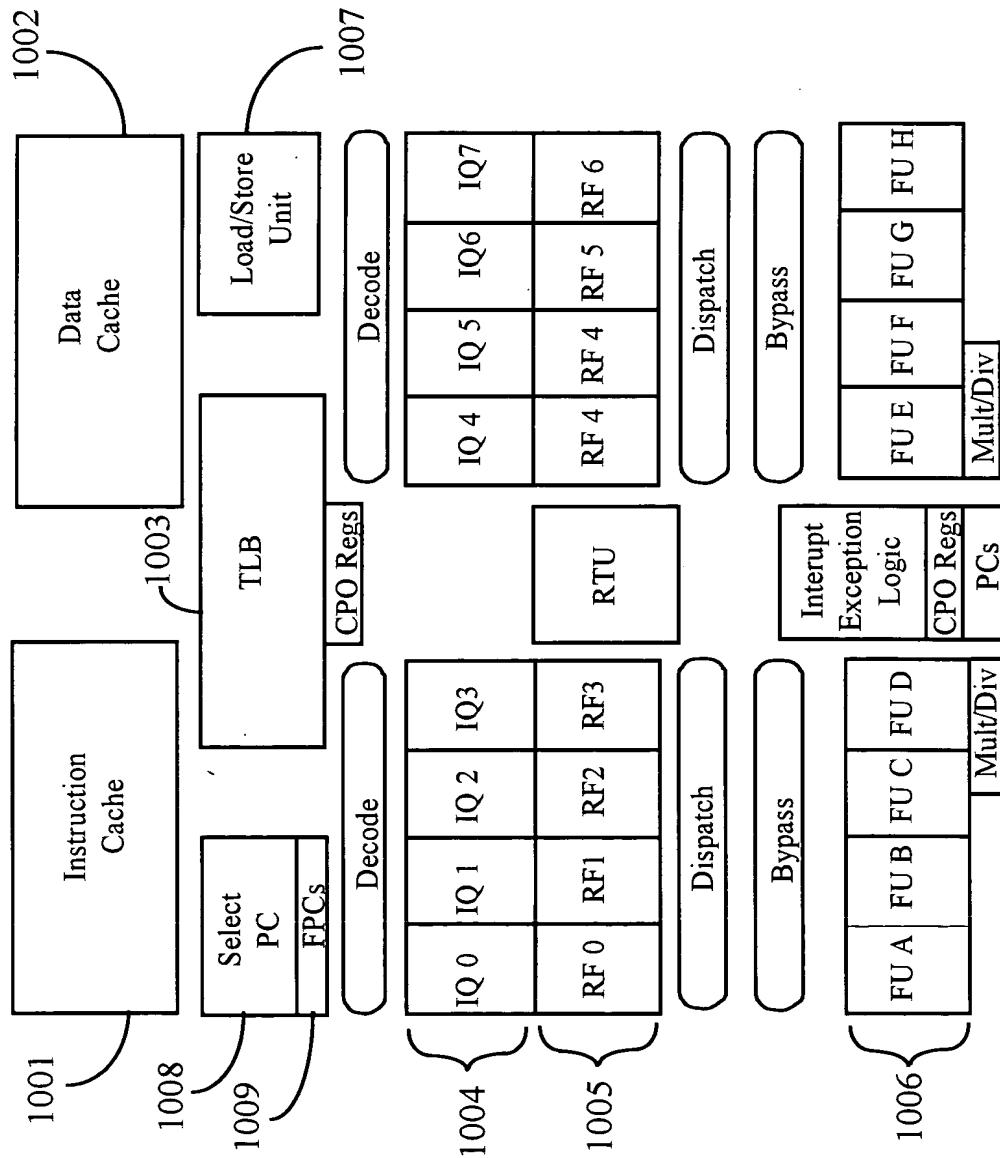 1001
1002
1003
1007
1008
1009
1004
1005
1006
Instruction
Cache
Data
Cache
Select
PC
FPCs
TLB
CPO Regs
Load/Store
Unit
Decode
Decode
IQ 0
IQ 1
IQ 2
IQ3
IQ 4
IQ 5
IQ6
IQ7
RF 0
RF1
RF2
RF3
RTU
RF 4
RF 4
RF 5
RF 6
Dispatch
Dispatch
Bypass
Bypass
FU A
FU B
FU C
FU D
Mult/Div
Interupt
Exception
Logic
CPO Regs
PCs
FU E
FU F
FU G
FU H
Mult/Div